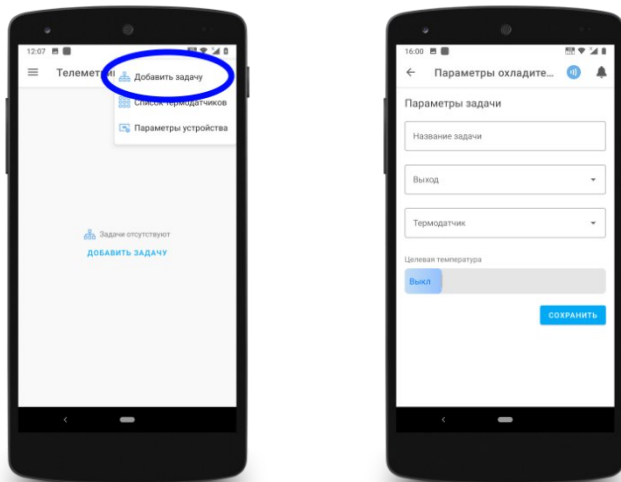 12:07
Телеметри
Добавить задачу
Список термодатчиков
Параметры устройства
Задачи отсутствуют
ДОБАВИТЬ ЗАДАЧУ
16:00
Параметры охладите...
Параметры задачи
Название задачи
Выход
Термодатчик
Целевая температура
Выкл
СОХРАНИТЬ